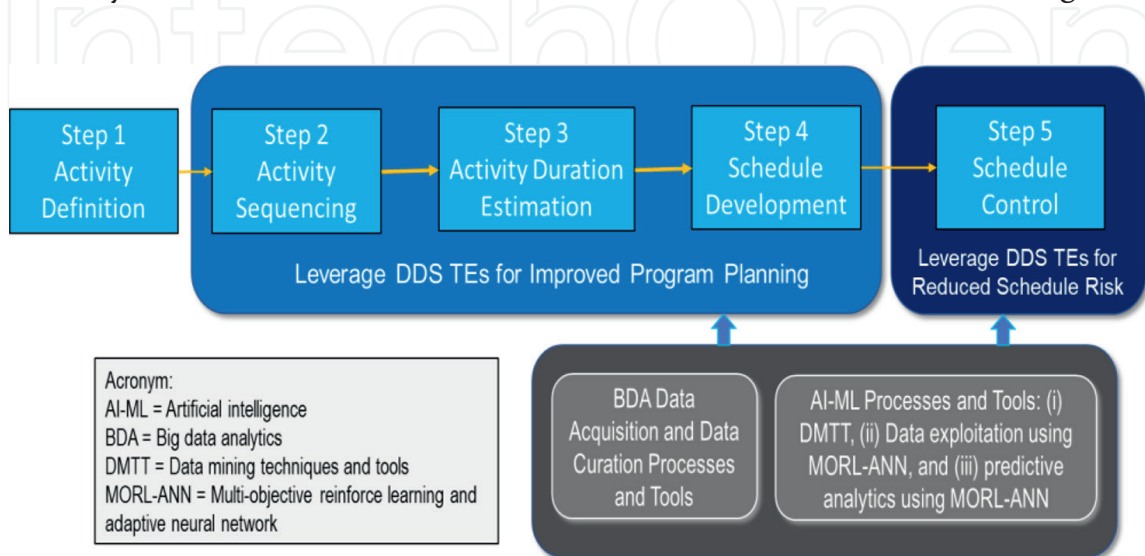 IntechOpen
Step 1
Activity
Definition
Step 2
Activity
Sequencing
Step 3
Activity Duration
Estimation
Step 4
Schedule
Development
Step 5
Schedule
Control
Leverage DDS TEs for Improved Program Planning
Leverage DDS TEs for
Reduced Schedule Risk
Acronym:
AI-ML = Artificial intelligence
BDA = Big data analytics
DMTT = Data mining techniques and tools
MORL-ANN = Multi-objective reinforce learning and
adaptive neural network
BDA Data
Acquisition and Data
Curation Processes
and Tools
AI-ML Processes and Tools: (i)
DMTT, (ii) Data exploitation using
MORL-ANN, and (iii) predictive
analytics using MORL-ANN